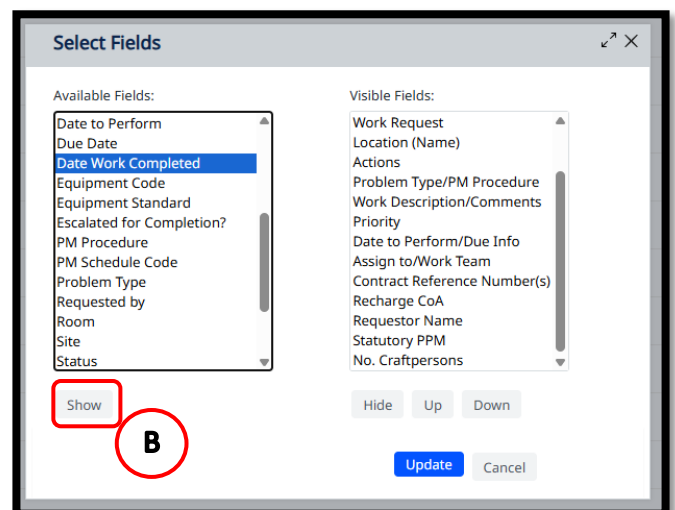 Select Fields
Available Fields:
Date to Perform
Due Date
Date Work Completed
Equipment Code
Equipment Standard
Escalated for Completion?
PM Procedure
PM Schedule Code
Problem Type
Requested by
Room
Site
Status
Show
B
Visible Fields:
Work Request
Location (Name)
Actions
Problem Type/PM Procedure
Work Description/Comments
Priority
Date to Perform/Due Info
Assign to/Work Team
Contract Reference Number(s)
Recharge CoA
Requestor Name
Statutory PPM
No. Craftpersons
Hide Up Down
Update Cancel